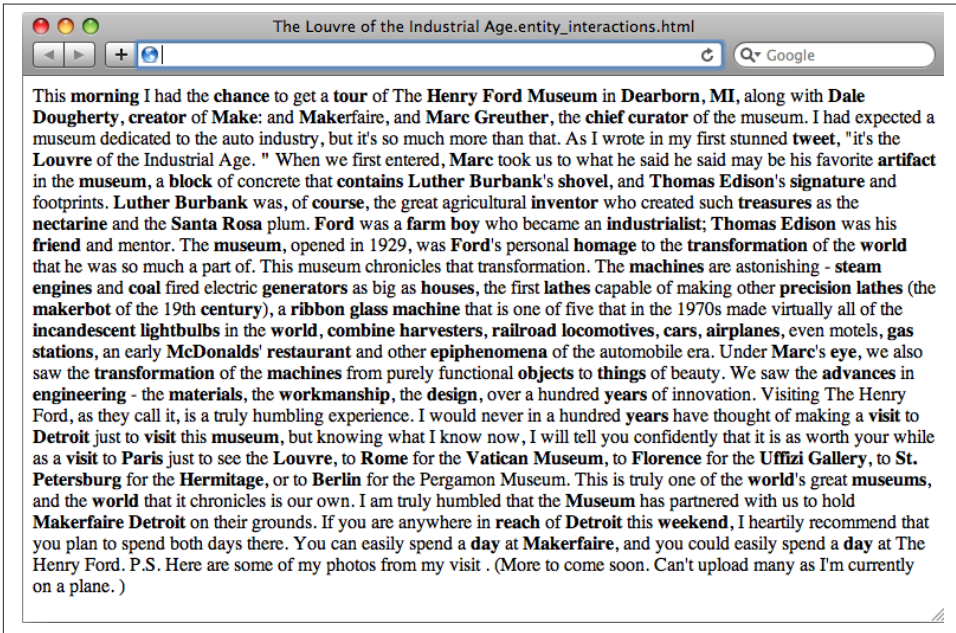 The Louvre of the Industrial Age.entity_interactions.html
Google
This morning I had the chance to get a tour of The Henry Ford Museum in Dearborn, MI, along with Dale
Dougherty, creator of Make: and Makerfaire, and Marc Greuther, the chief curator of the museum. I had expected a
museum dedicated to the auto industry, but it's so much more than that. As I wrote in my first stunned tweet, "it's the
Louvre of the Industrial Age. " When we first entered, Marc took us to what he said he said may be his favorite artifact
in the museum, a block of concrete that contains Luther Burbank's shovel, and Thomas Edison's signature and
footprints. Luther Burbank was, of course, the great agricultural inventor who created such treasures as the
nectarine and the Santa Rosa plum. Ford was a farm boy who became an industrialist; Thomas Edison was his
friend and mentor. The museum, opened in 1929, was Ford's personal homage to the transformation of the world
that he was so much a part of. This museum chronicles that transformation. The machines are astonishing - steam
engines and coal fired electric generators as big as houses, the first lathes capable of making other precision lathes (the
makerbot of the 19th century), a ribbon glass machine that is one of five that in the 1970s made virtually all of the
incandescent lightbulbs in the world, combine harvesters, railroad locomotives, cars, airplanes, even motels, gas
stations, an early McDonalds' restaurant and other epiphenomena of the automobile era. Under Marc's eye, we also
saw the transformation of the machines from purely functional objects to things of beauty. We saw the advances in
engineering - the materials, the workmanship, the design, over a hundred years of innovation. Visiting The Henry
Ford, as they call it, is a truly humbling experience. I would never in a hundred years have thought of making a visit to
Detroit just to visit this museum, but knowing what I know now, I will tell you confidently that it is as worth your while
as a visit to Paris just to see the Louvre, to Rome for the Vatican Museum, to Florence for the Uffizi Gallery, to St.
Petersburg for the Hermitage, or to Berlin for the Pergamon Museum. This is truly one of the world's great museums,
and the world that it chronicles is our own. I am truly humbled that the Museum has partnered with us to hold
Makerfaire Detroit on their grounds. If you are anywhere in reach of Detroit this weekend, I heartily recommend that
you plan to spend both days there. You can easily spend a day at Makerfaire, and you could easily spend a day at The
Henry Ford. P.S. Here are some of my photos from my visit . (More to come soon. Can't upload many as I'm currently
on a plane. )